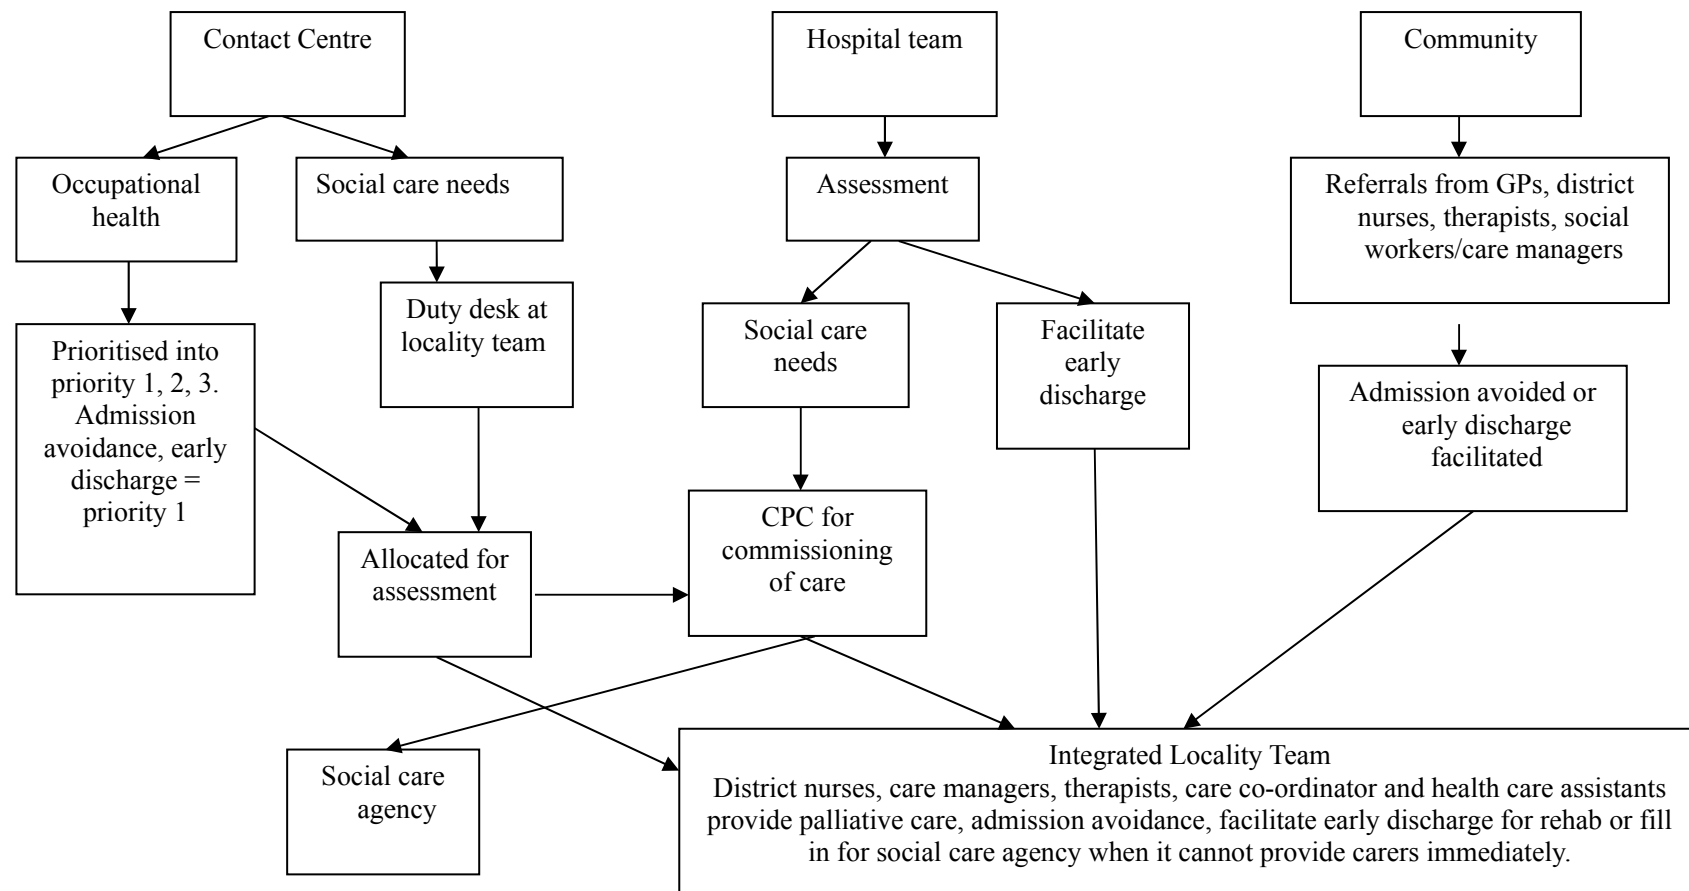 Contact Centre
Hospital team
Community
Occupational
health
Social care needs
Assessment
Referrals from GPs, district
nurses, therapists, social
workers/care managers
Duty desk at
locality team
Prioritised into
priority 1, 2, 3.
Admission
avoidance, early
discharge =
priority 1
Social care
needs
Facilitate
early
discharge
Admission avoided or
early discharge
facilitated
Allocated for
assessment
CPC for
commissioning
of care
Social care
agency
Integrated Locality Team
District nurses, care managers, therapists, care co-ordinator and health care assistants
provide palliative care, admission avoidance, facilitate early discharge for rehab or fill
in for social care agency when it cannot provide carers immediately.